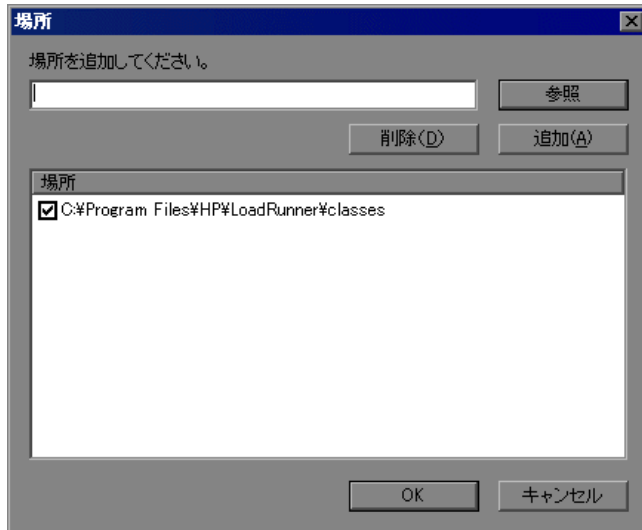 場所
場所を追加してください。
参照
削除(D) 追加(A)
場所
C:¥Program Files¥HP¥LoadRunner¥classes
OK キャンセル